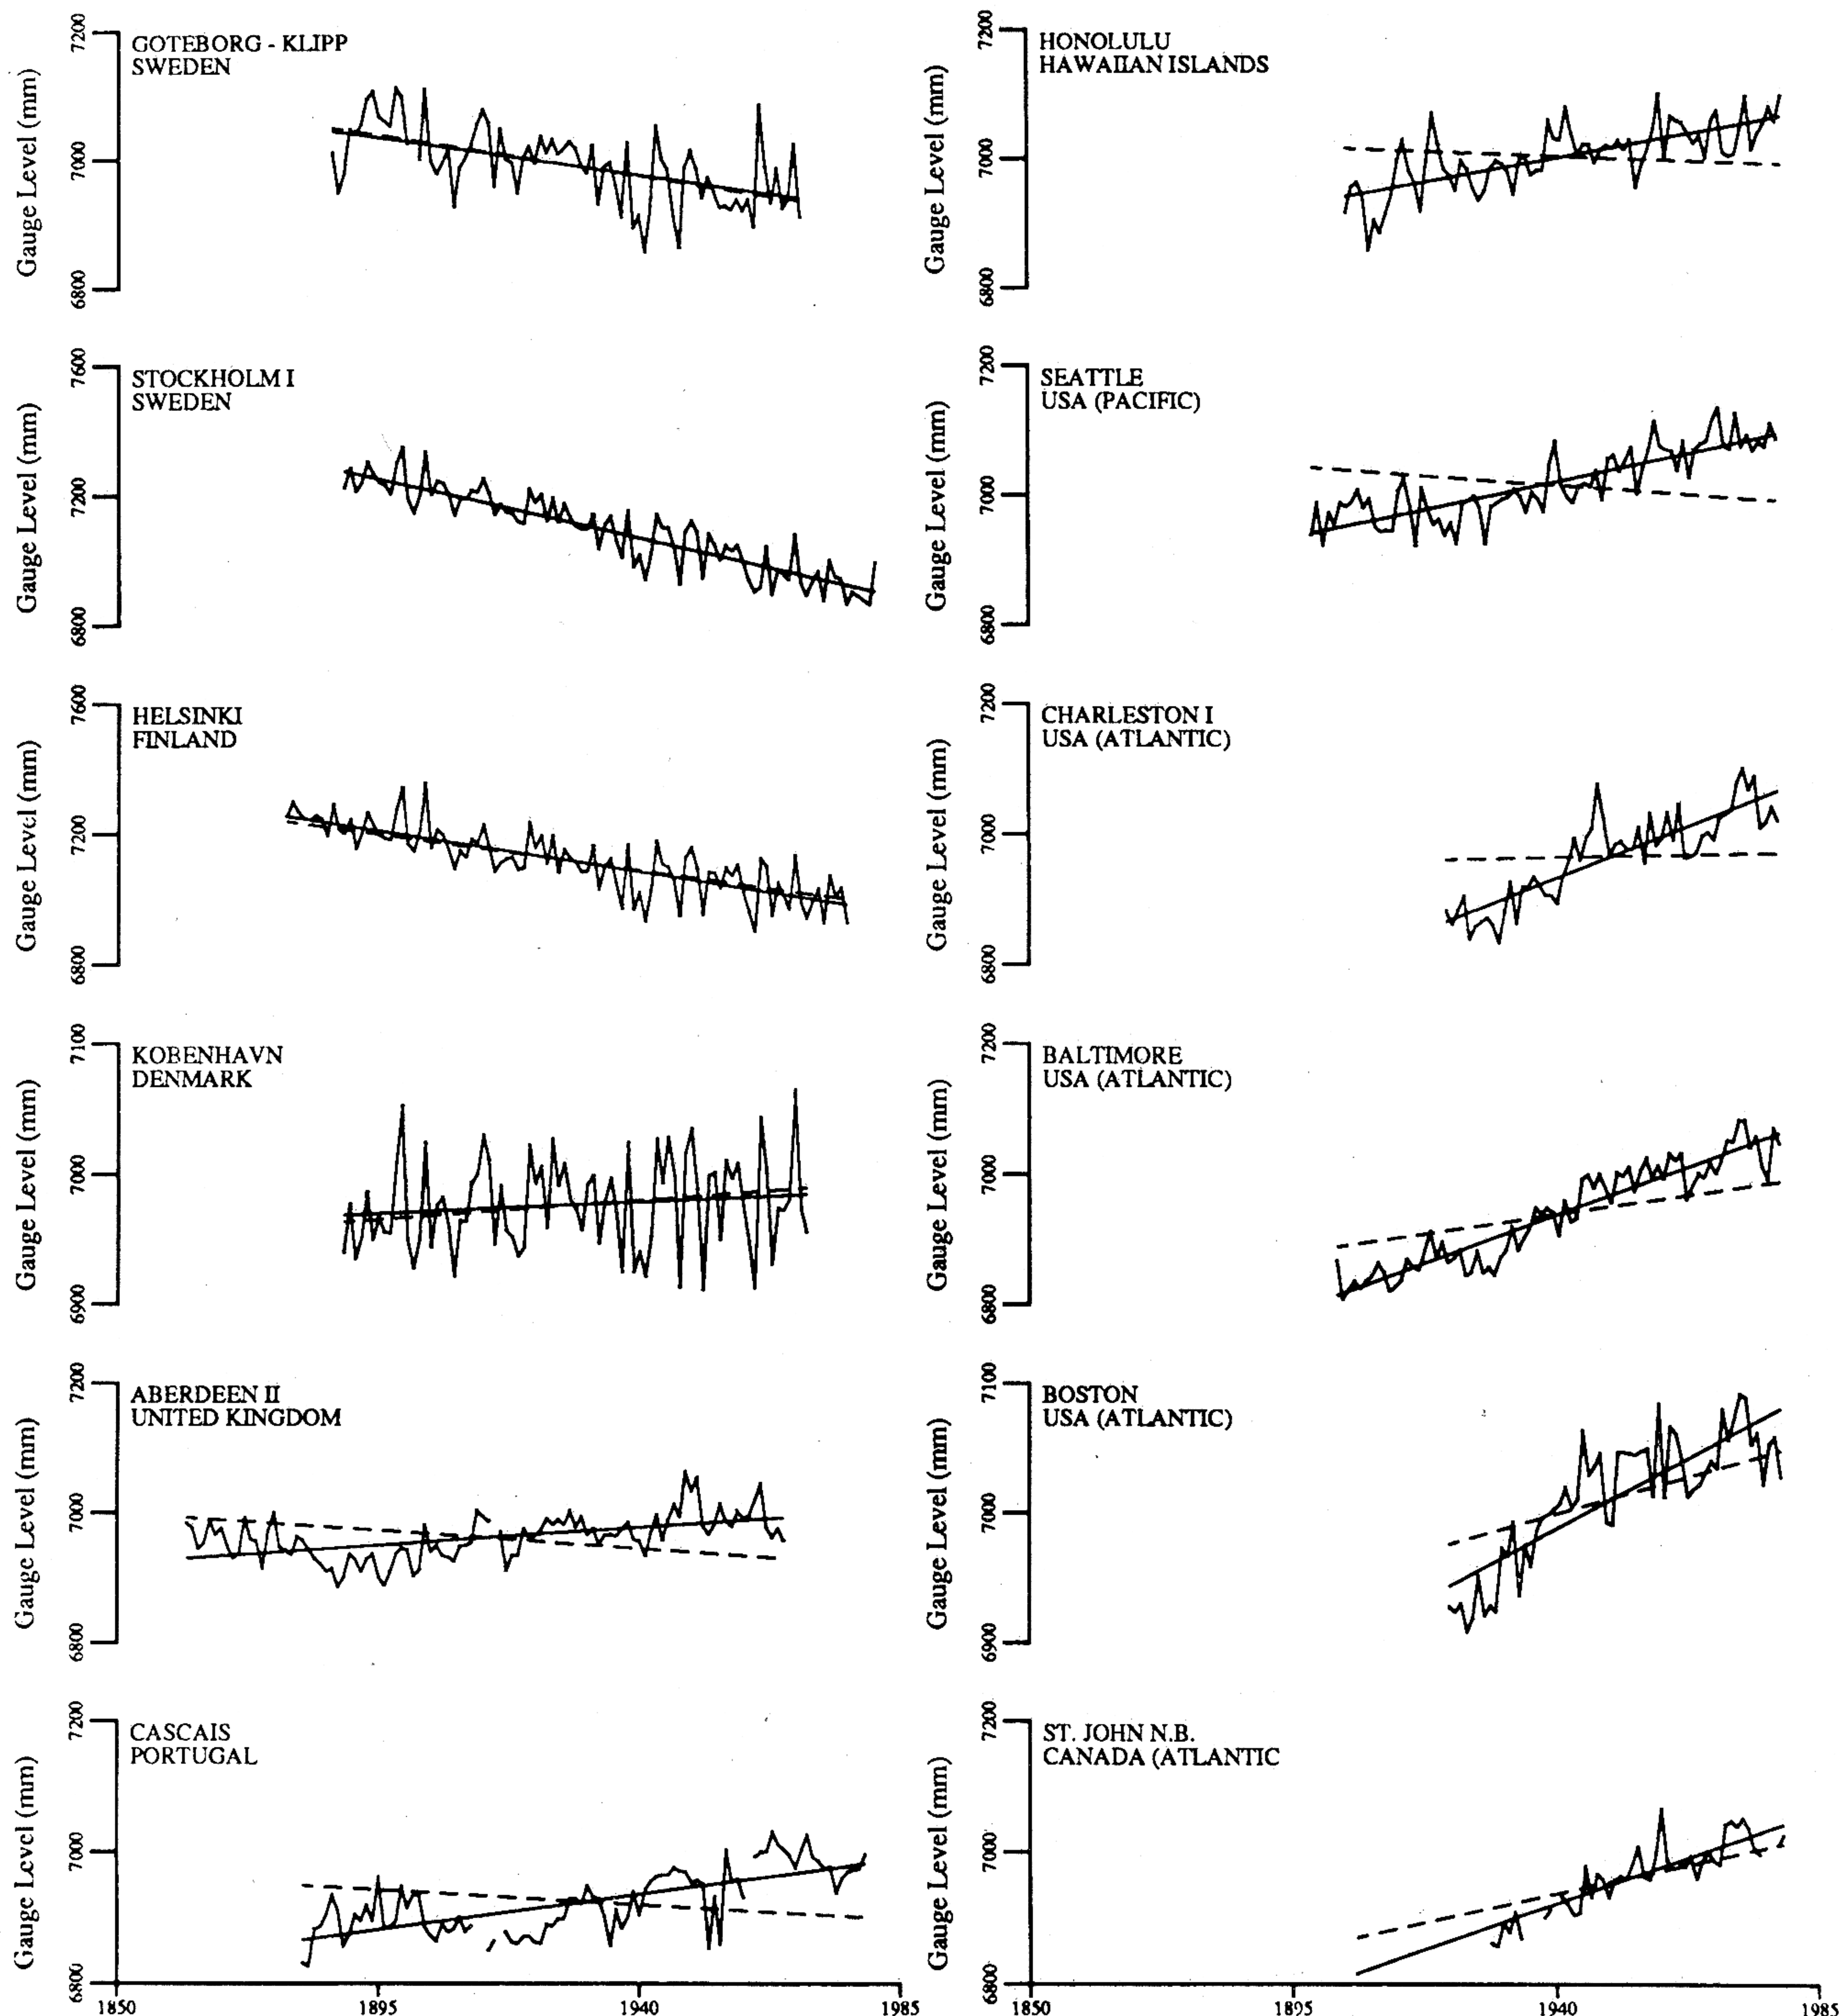 Gauge Level (mm)
7200
7000
6800
GOTEBORG - KLIPP
SWEDEN
Gauge Level (mm)
7600
7200
6800
STOCKHOLM I
SWEDEN
Gauge Level (mm)
7600
7200
6800
HELSINKI
FINLAND
Gauge Level (mm)
7100
7000
6900
KOBENHAVN
DENMARK
Gauge Level (mm)
7200
7000
6800
ABERDEEN II
UNITED KINGDOM
Gauge Level (mm)
7200
7000
6800
CASCAIS
PORTUGAL
1850 1895 1940 1985
Gauge Level (mm)
7200
7000
6800
HONOLULU
HAWAIIAN ISLANDS
Gauge Level (mm)
7200
7000
6800
SEATTLE
USA (PACIFIC)
Gauge Level (mm)
7200
7000
6800
CHARLESTON I
USA (ATLANTIC)
Gauge Level (mm)
7200
7000
6800
BALTIMORE
USA (ATLANTIC)
Gauge Level (mm)
7100
7000
6900
BOSTON
USA (ATLANTIC)
Gauge Level (mm)
7200
7000
6800
ST. JOHN N.B.
CANADA (ATLANTIC
1850 1895 1940 1985